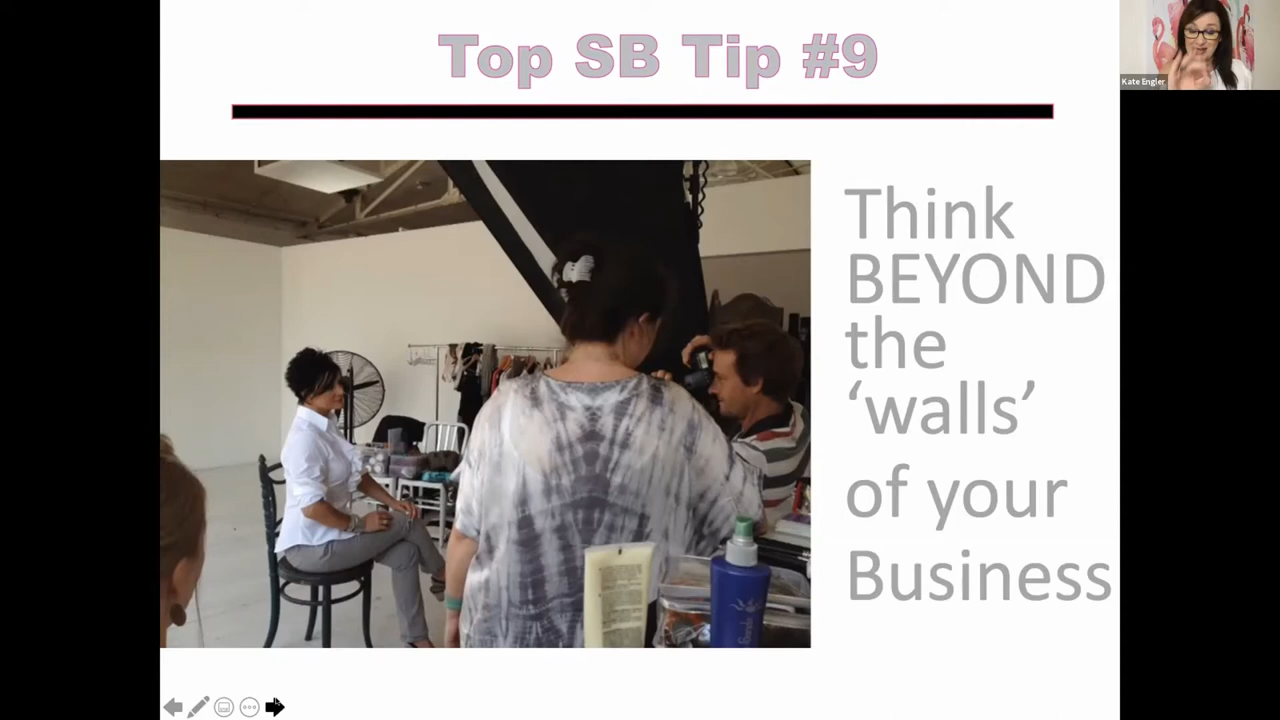 Top SB Tip #9
Kate Engler
Think
BEYOND
the
‘walls’
of your
Business